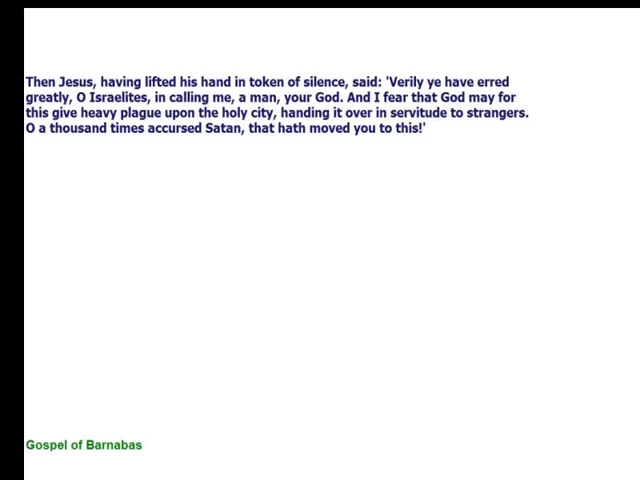 Then Jesus, having lifted his hand in token of silence, said: 'Verily ye have erred
greatly, O Israelites, in calling me, a man, your God. And I fear that God may for
this give heavy plague upon the holy city, handing it over in servitude to strangers.
O a thousand times accursed Satan, that hath moved you to this!'
Gospel of Barnabas